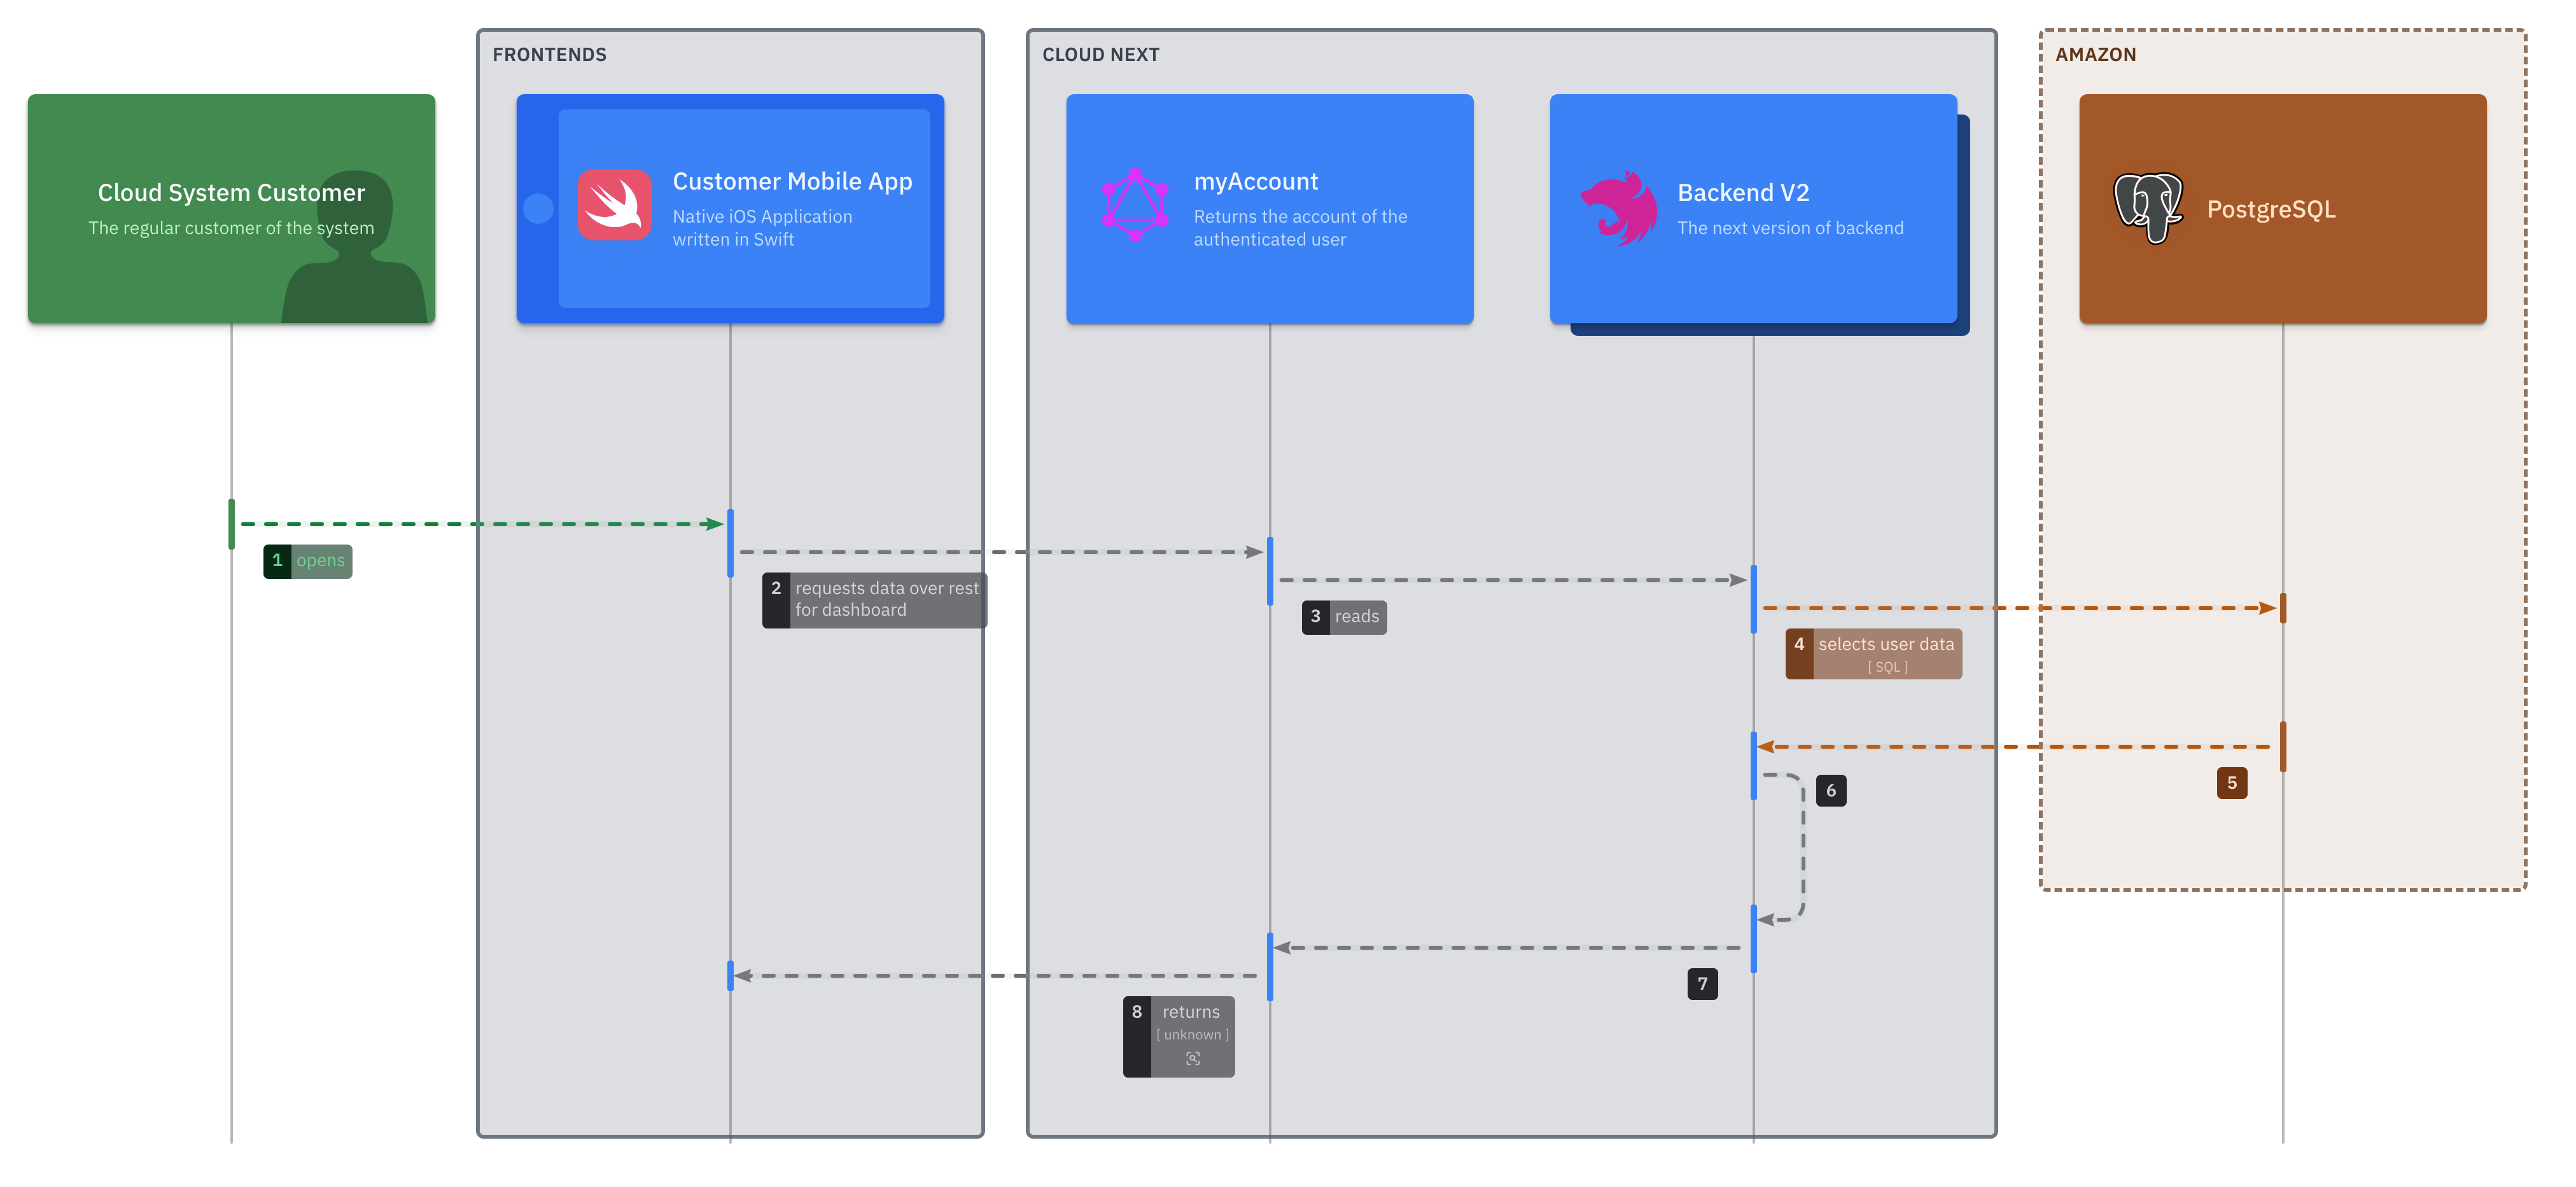 FRONTENDS
CLOUD NEXT
AMAZON
Cloud System Customer
The regular customer of the system
Customer Mobile App
Native iOS Application
written in Swift
myAccount
Returns the account of the
authenticated user
Backend V2
The next version of backend
PostgreSQL
1 opens
2 requests data over rest
for dashboard
3 reads
4 selects user data
[ SQL ]
5
6
7
8 returns
[ unknown ]